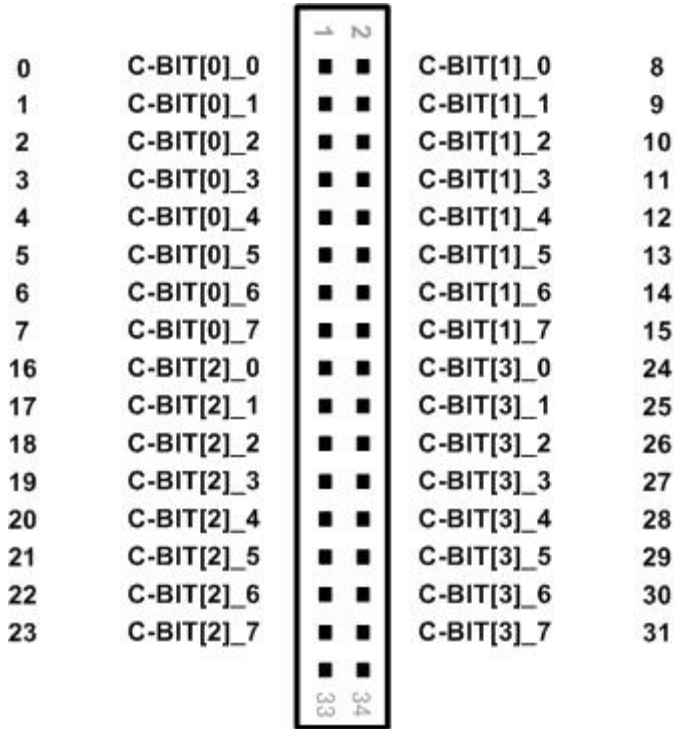 1 2
0 C-BIT[0]_0 C-BIT[1]_0 8
1 C-BIT[0]_1 C-BIT[1]_1 9
2 C-BIT[0]_2 C-BIT[1]_2 10
3 C-BIT[0]_3 C-BIT[1]_3 11
4 C-BIT[0]_4 C-BIT[1]_4 12
5 C-BIT[0]_5 C-BIT[1]_5 13
6 C-BIT[0]_6 C-BIT[1]_6 14
7 C-BIT[0]_7 C-BIT[1]_7 15
16 C-BIT[2]_0 C-BIT[3]_0 24
17 C-BIT[2]_1 C-BIT[3]_1 25
18 C-BIT[2]_2 C-BIT[3]_2 26
19 C-BIT[2]_3 C-BIT[3]_3 27
20 C-BIT[2]_4 C-BIT[3]_4 28
21 C-BIT[2]_5 C-BIT[3]_5 29
22 C-BIT[2]_6 C-BIT[3]_6 30
23 C-BIT[2]_7 C-BIT[3]_7 31
33 34